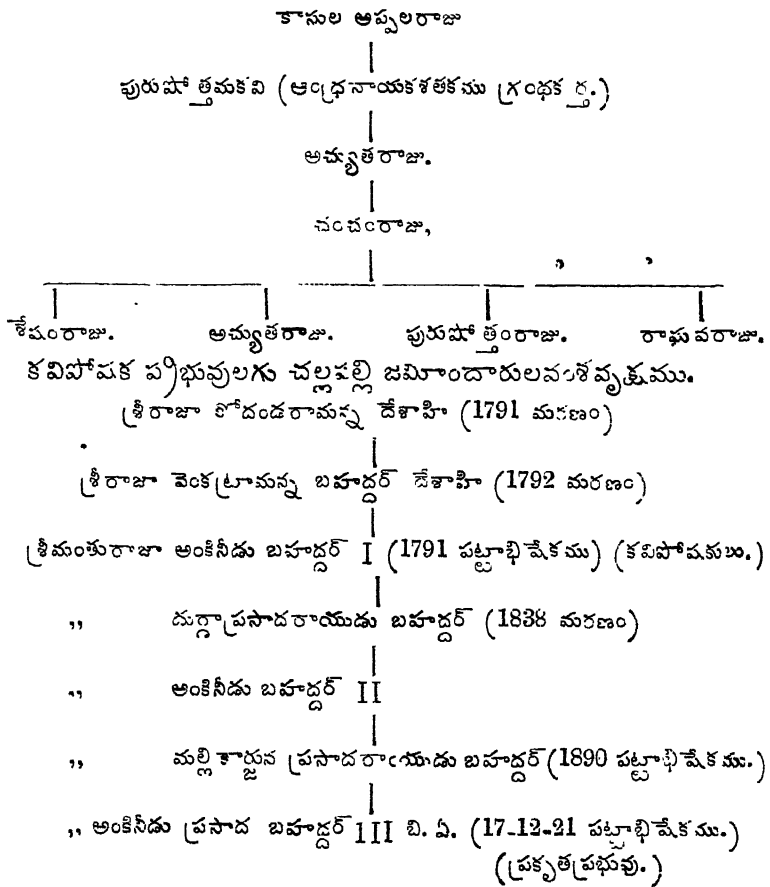 కాసుల అప్పలరాజు
పురుషోత్తమకవి (ఆంధ్రనాయకశతకము గ్రంథకర్త.)
అచ్యుతరాజు.
చంచంరాజు,
శేషంరాజు. అచ్యుతరాజు. పురుషోత్తంరాజు. రాఘవరాజు.
కవిపోషక ప్రభువులగు చల్లపల్లి జమీందారులవంశవృక్షము.
శ్రీరాజా కోదండరామన్న దేశాహి (1791 మరణం)
శ్రీరాజా వెంకట్రామన్న బహద్దర్ దేశాహి (1792 మరణం)
శ్రీమంతురాజా అంకినీడు బహద్దర్ I (1791 పట్టాభిషేకము) (కవిపోషకులు.)
,, దుర్గాప్రసాదరాయుడు బహద్దర్ (1838 మరణం)
,, అంకినీడు బహద్దర్ II
,, మల్లికార్జున ప్రసాదరాయుడు బహద్దర్ (1890 పట్టాభిషేకము.)
,, అంకినీడు ప్రసాద బహద్దర్ III బి. ఏ. (17-12-21 పట్టాభిషేకము.)
(ప్రకృతప్రభువు.)